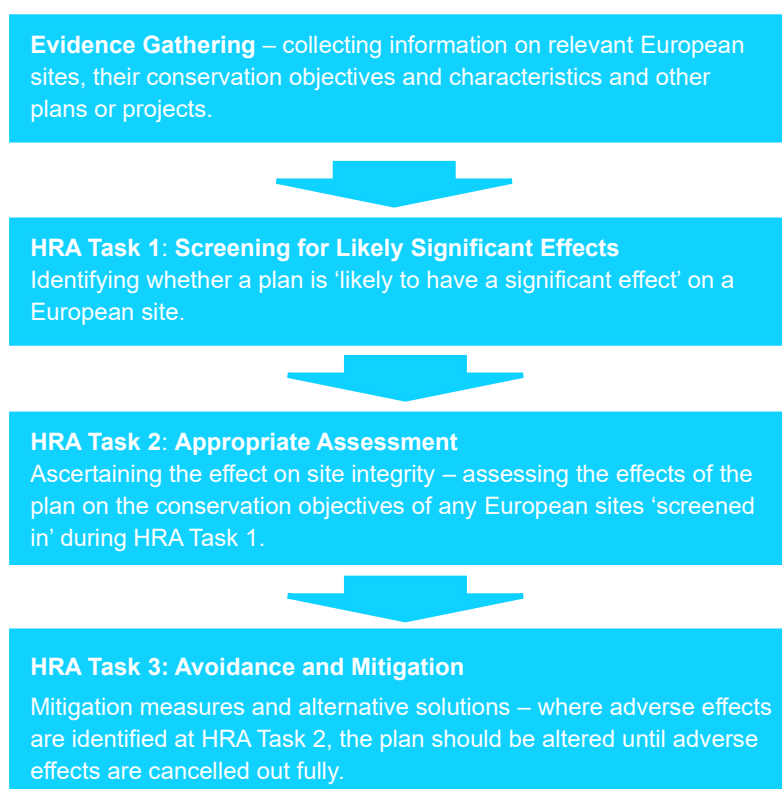 Evidence Gathering – collecting information on relevant European
sites, their conservation objectives and characteristics and other
plans or projects.
HRA Task 1: Screening for Likely Significant Effects
Identifying whether a plan is ‘likely to have a significant effect’ on a
European site.
HRA Task 2: Appropriate Assessment
Ascertaining the effect on site integrity – assessing the effects of the
plan on the conservation objectives of any European sites ‘screened
in’ during HRA Task 1.
HRA Task 3: Avoidance and Mitigation
Mitigation measures and alternative solutions – where adverse effects
are identified at HRA Task 2, the plan should be altered until adverse
effects are cancelled out fully.